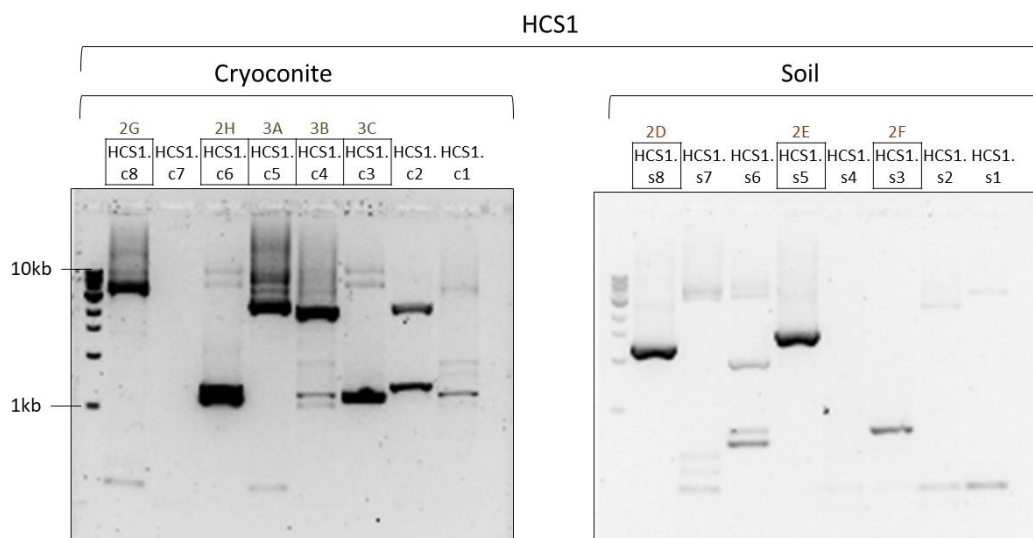 HCS1
Cryoconite Soil
2G 2H 3A 3B 3C 2D 2E 2F
HCS1. HCS1. HCS1. HCS1. HCS1. HCS1. HCS1. HCS1. HCS1. HCS1. HCS1. HCS1. HCS1. HCS1. HCS1. HCS1.
c8 c7 c6 c5 c4 c3 c2 c1 s8 s7 s6 s5 s4 s3 s2 s1
10kb
1kb